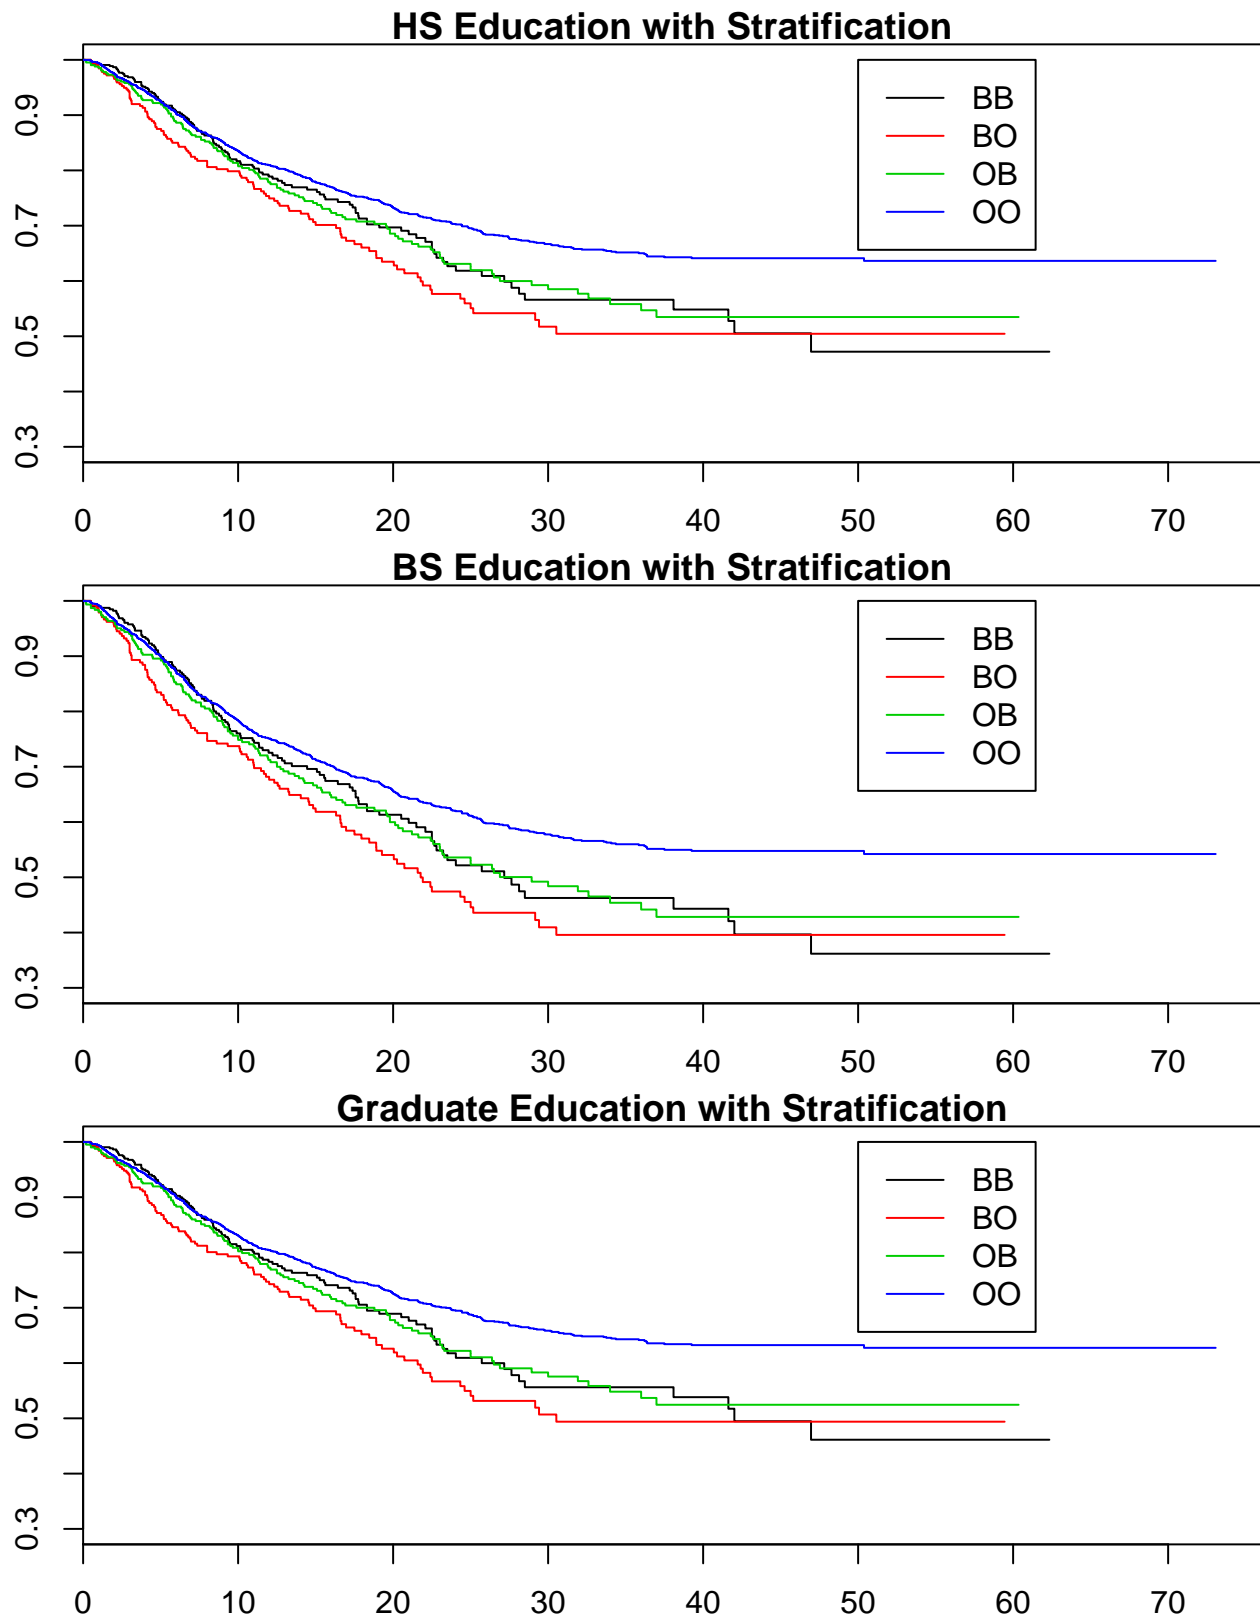 HS Education with Stratification
BB
BO
OB
OO
0.9
0.7
0.5
0.3
0 10 20 30 40 50 60 70
BS Education with Stratification
BB
BO
OB
OO
0.9
0.7
0.5
0.3
0 10 20 30 40 50 60 70
Graduate Education with Stratification
BB
BO
OB
OO
0.9
0.7
0.5
0.3
0 10 20 30 40 50 60 70